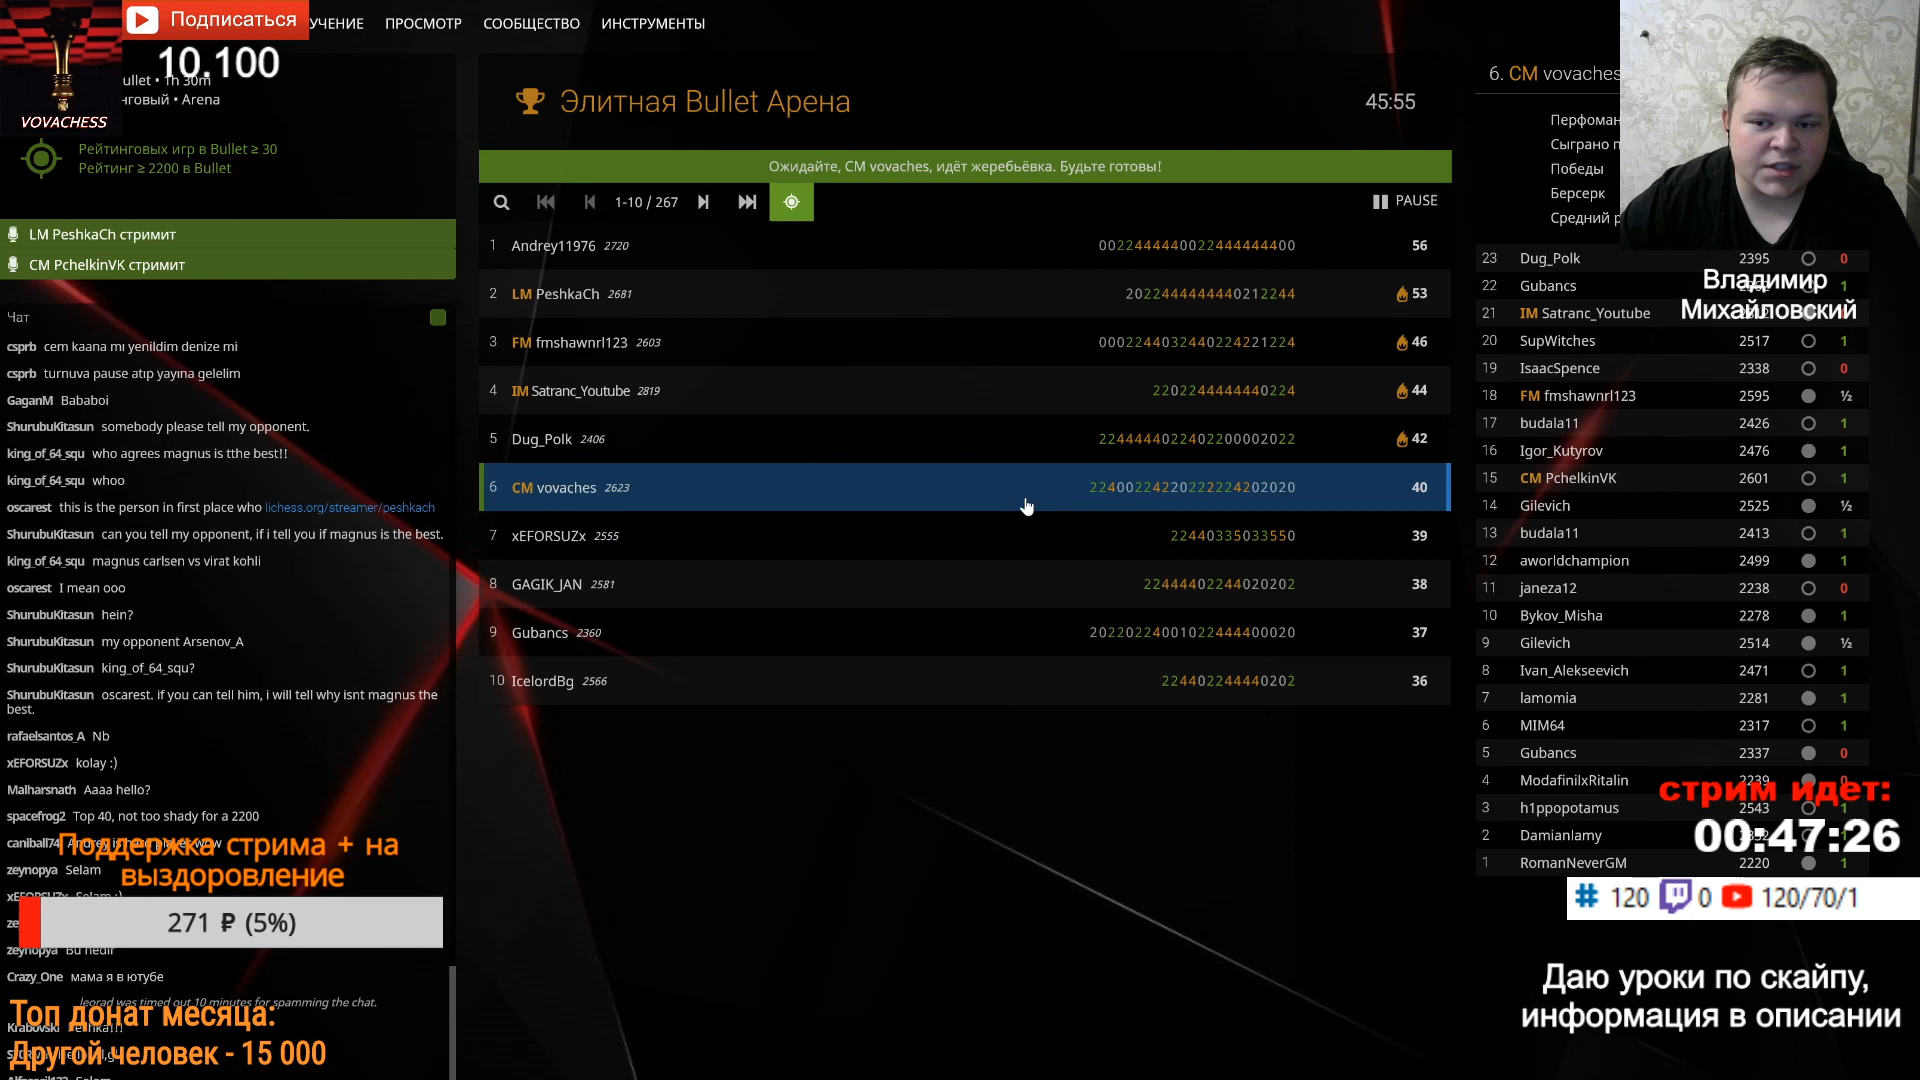 Подписаться
10.100
VOVACHESS
УЧЕНИЕ ПРОСМОТР СООБЩЕСТВО ИНСТРУМЕНТЫ
ullet • 1h 30m
нговый • Arena
Рейтинговых игр в Bullet ≥ 30
Рейтинг ≥ 2200 в Bullet
LM PeshkaCh стримит
CM PchelkinVK стримит
Чат
csprb cem kaana mı yenildim denize mi
csprb turnuva pause atıp yayına gelelim
GaganM Bababoi
ShurubuKitasun somebody please tell my opponent.
king_of_64_squ who agrees magnus is tthe best!!
king_of_64_squ whoo
oscarest this is the person in first place who lichess.org/streamer/peshkach
ShurubuKitasun can you tell my opponent, if i tell you if magnus is the best.
king_of_64_squ magnus carlsen vs virat kohli
oscarest I mean ooo
ShurubuKitasun hein?
ShurubuKitasun my opponent Arsenov_A
ShurubuKitasun king_of_64_squ?
ShurubuKitasun oscarest. if you can tell him, i will tell why isnt magnus the
best.
rafaelsantos_A Nb
xEFORSUZx kolay :)
Malharsnath Aaaa hello?
spacefrog2 Top 40, not too shady for a 2200
caniball74
Поддержка стрима + на
выздоровление
zeynopya Selam
271 ₽ (5%)
zeynopya Bu nedir
Crazy_One мама я в ютубе
leorad was timed out 10 minutes for spamming the chat.
Топ донат месяца:
Другой человек - 15 000
Элитная Bullet Арена
45:55
Ожидайте, CM vovaches, идёт жеребьёвка. Будьте готовы!
1-10 / 267
PAUSE
1 Andrey11976 2720 0022444440022444444400 56
2 LM PeshkaCh 2681 2022444444440212244 53
3 FM fmshawnrl123 2603 0002244032440224221224 46
4 IM Satranc_Youtube 2819 2202244444440224 44
5 Dug_Polk 2406 2244444022402200002022 42
6 CM vovaches 2623 22400224220222224202020 40
7 xEFORSUZx 2555 22440335033550 39
8 GAGIK_JAN 2581 22444402244020202 38
9 Gubancs 2360 20220224001022444400020 37
10 IcelordBg 2566 224402244440202 36
6. CM vovaches
Перфоман
Сыграно п
Победы
Берсерк
Средний р
Владимир
Михайловский
23 Dug_Polk 2395 0
22 Gubancs 1
21 IM Satranc_Youtube
20 SupWitches 2517 1
19 IsaacSpence 2338 0
18 FM fmshawnrl123 2595 ½
17 budala11 2426 1
16 Igor_Kutyrov 2476 1
15 CM PchelkinVK 2601 1
14 Gilevich 2525 ½
13 budala11 2413 1
12 aworldchampion 2499 1
11 janeza12 2238 0
10 Bykov_Misha 2278 1
9 Gilevich 2514 ½
8 Ivan_Alekseevich 2471 1
7 lamomia 2281 1
6 MIM64 2317 1
5 Gubancs 2337 0
4 ModafinilxRitalin 2239
3 h1ppopotamus 2543 1
2 Damianlamy
1 RomanNeverGM 2220 1
стрим идет:
00:47:26
# 120 0 120/70/1
Даю уроки по скайпу,
информация в описании